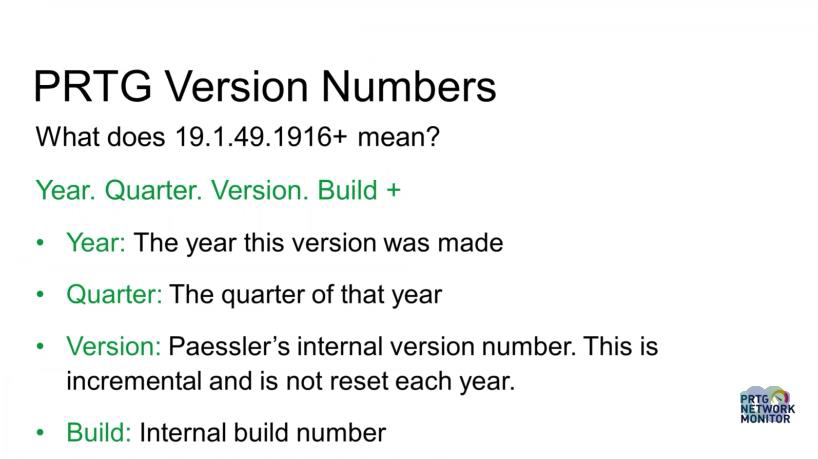 PRTG Version Numbers
What does 19.1.49.1916+ mean?
Year. Quarter. Version. Build +
• Year: The year this version was made
• Quarter: The quarter of that year
• Version: Paessler’s internal version number. This is
incremental and is not reset each year.
• Build: Internal build number
PRTG
NETWORK
MONITOR